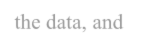 the data, and